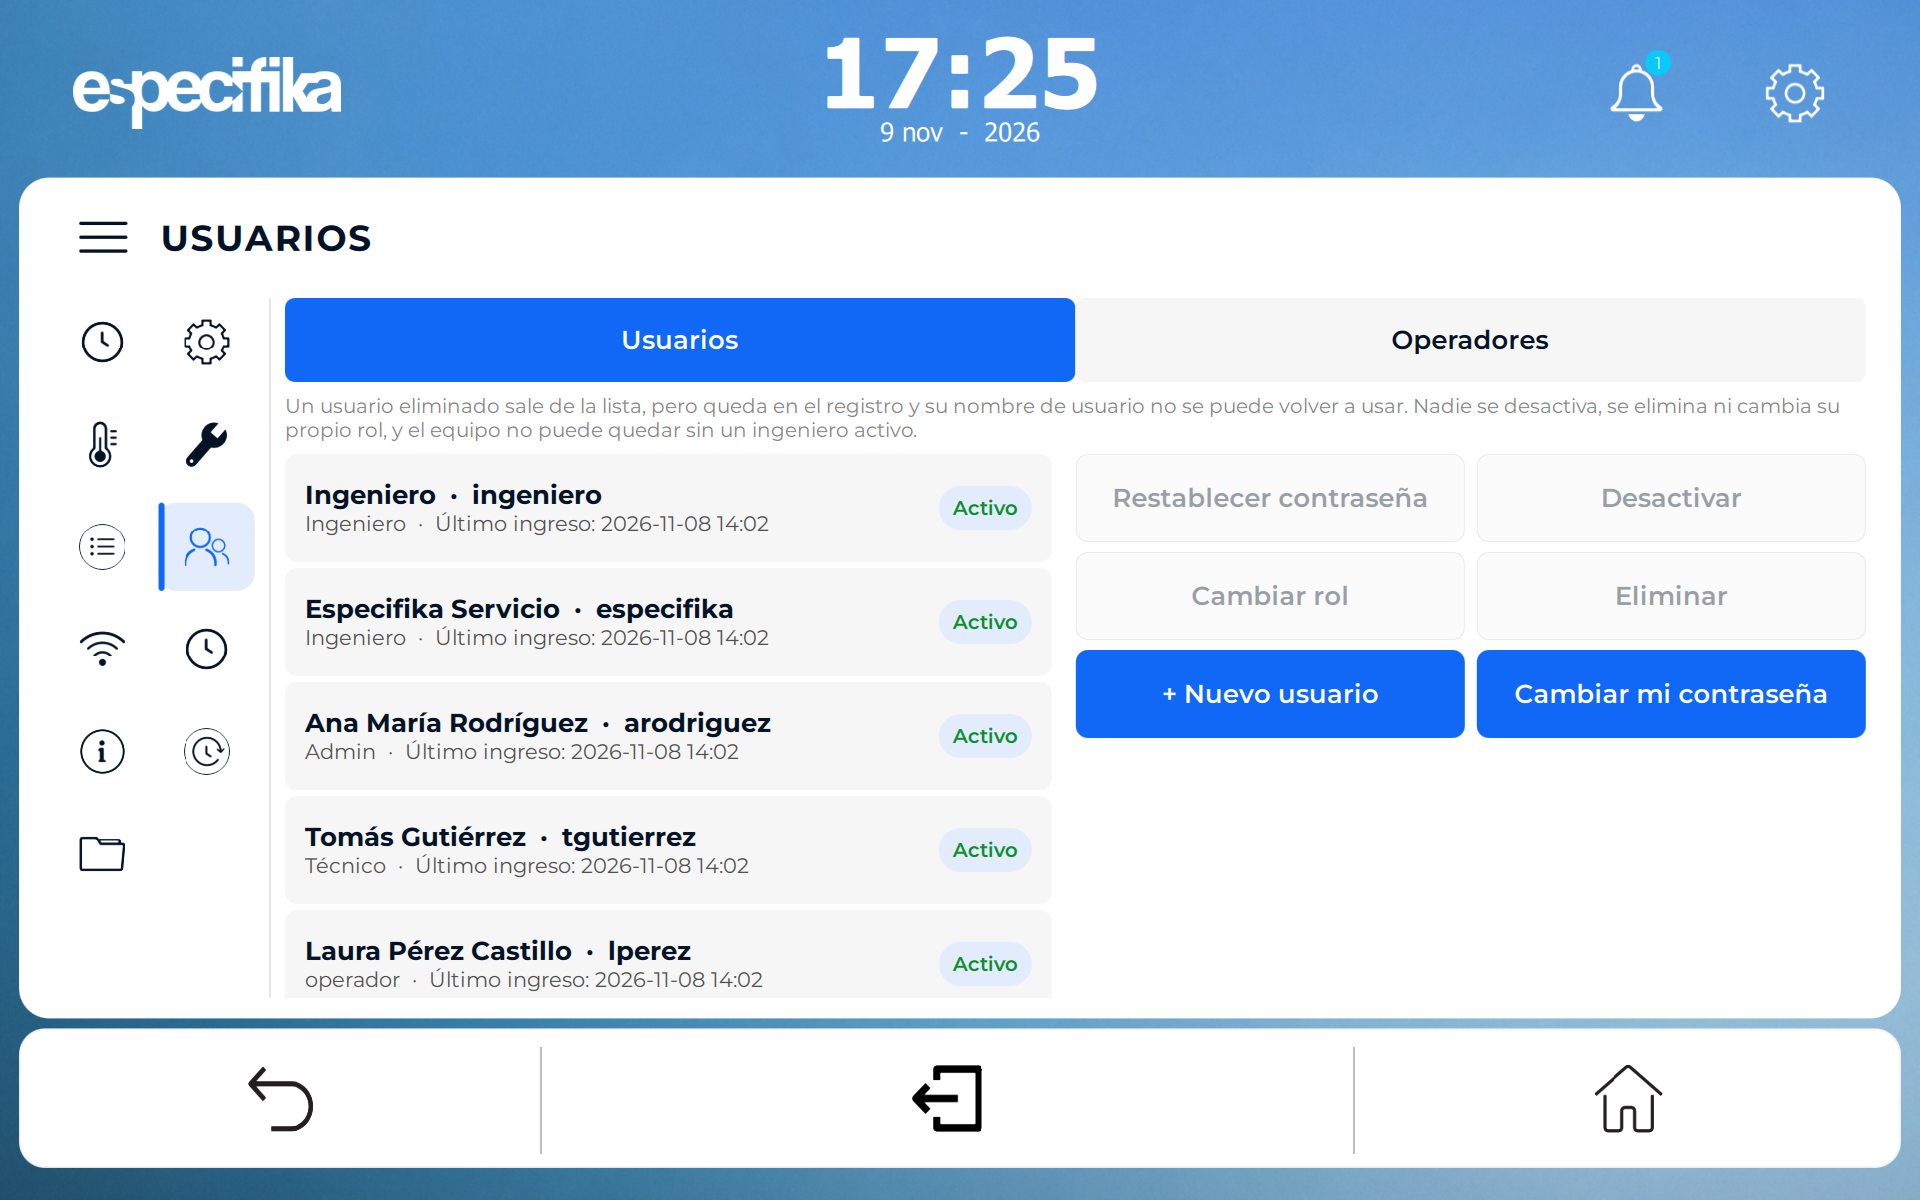 especifika
17:25
9 nov - 2026
1
USUARIOS
Usuarios
Operadores
Un usuario eliminado sale de la lista, pero queda en el registro y su nombre de usuario no se puede volver a usar. Nadie se desactiva, se elimina ni cambia su
propio rol, y el equipo no puede quedar sin un ingeniero activo.
Ingeniero · ingeniero
Ingeniero · Último ingreso: 2026-11-08 14:02
Activo
Especifika Servicio · especifika
Ingeniero · Último ingreso: 2026-11-08 14:02
Activo
Ana María Rodríguez · arodriguez
Admin · Último ingreso: 2026-11-08 14:02
Activo
Tomás Gutiérrez · tgutierrez
Técnico · Último ingreso: 2026-11-08 14:02
Activo
Laura Pérez Castillo · lperez
operador · Último ingreso: 2026-11-08 14:02
Activo
Restablecer contraseña
Desactivar
Cambiar rol
Eliminar
+ Nuevo usuario
Cambiar mi contraseña